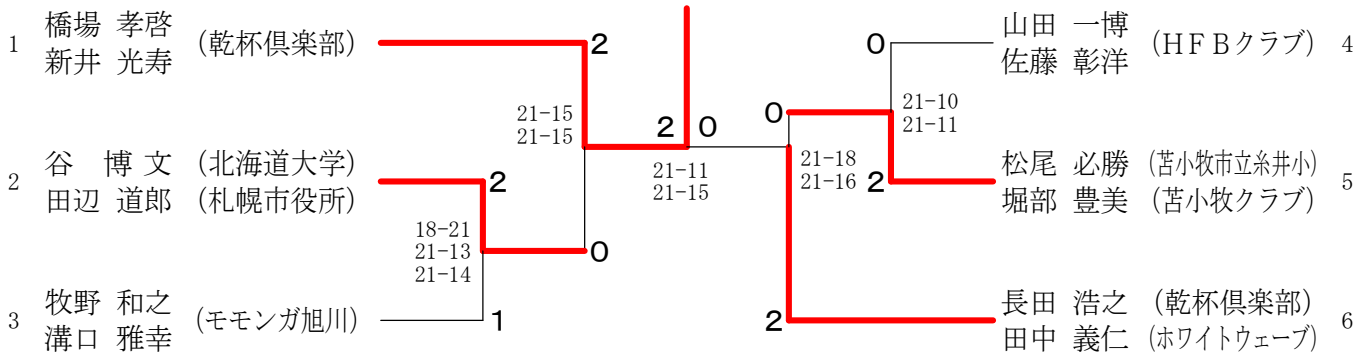 1 橋場 孝啓 (乾杯倶楽部)
新井 光寿
2
21-15
21-15
2 谷 博文 (北海道大学)
田辺 道郎 (札幌市役所)
2
18-21
21-13
21-14
0
3 牧野 和之 (モモンガ旭川)
溝口 雅幸
1
2 0
21-11
21-15
山田 一博 (HFBクラブ) 4
佐藤 彰洋
0
21-10
21-11
0
21-18
21-16
2
松尾 必勝 (苫小牧市立糸井小) 5
堀部 豊美 (苫小牧クラブ)
2
長田 浩之 (乾杯倶楽部) 6
田中 義仁 (ホワイトウェーブ)